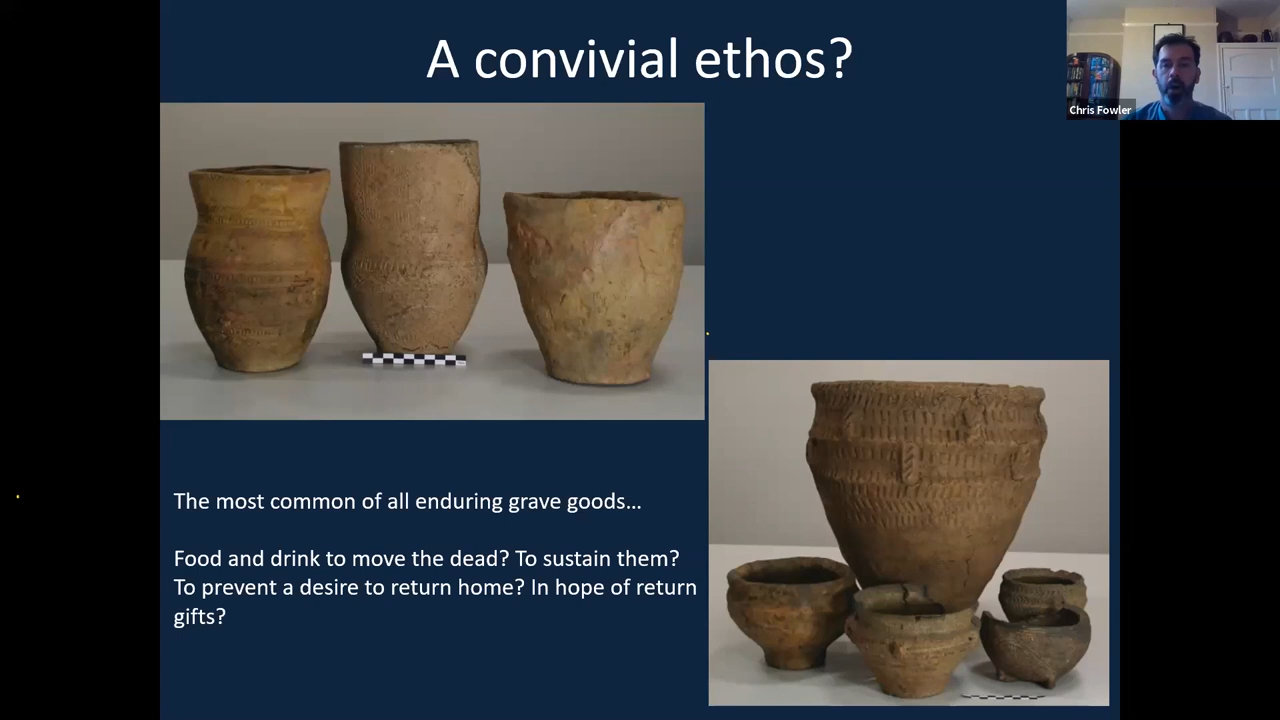 A convivial ethos?
Chris Fowler
The most common of all enduring grave goods…
Food and drink to move the dead? To sustain them?
To prevent a desire to return home? In hope of return
gifts?